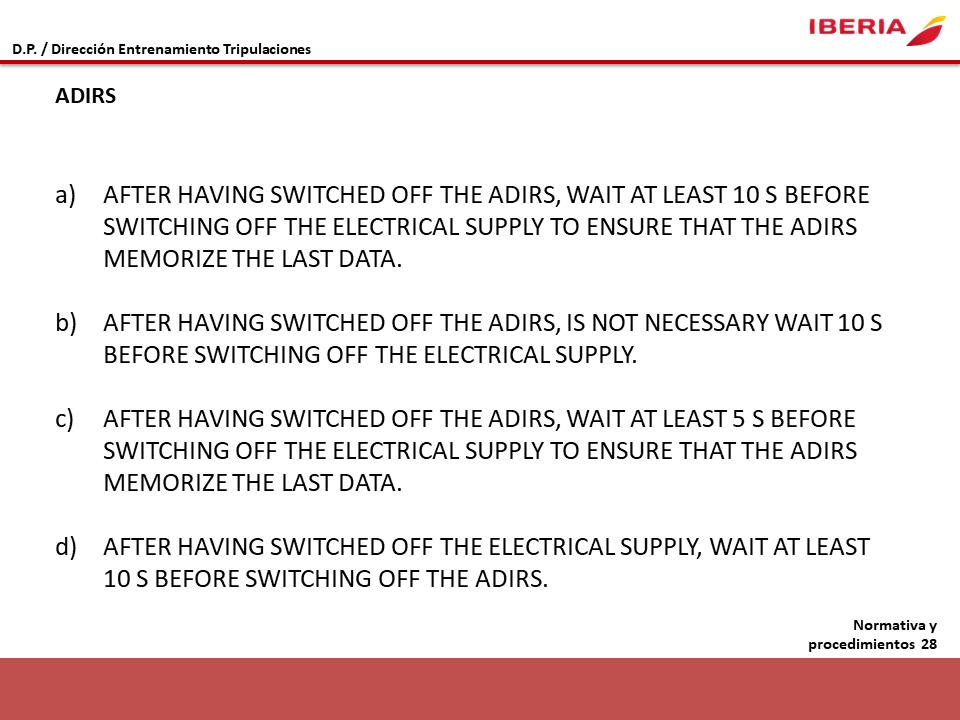 IBERIA
D.P. / Dirección Entrenamiento Tripulaciones
ADIRS
a) AFTER HAVING SWITCHED OFF THE ADIRS, WAIT AT LEAST 10 S BEFORE
SWITCHING OFF THE ELECTRICAL SUPPLY TO ENSURE THAT THE ADIRS
MEMORIZE THE LAST DATA.
b) AFTER HAVING SWITCHED OFF THE ADIRS, IS NOT NECESSARY WAIT 10 S
BEFORE SWITCHING OFF THE ELECTRICAL SUPPLY.
c) AFTER HAVING SWITCHED OFF THE ADIRS, WAIT AT LEAST 5 S BEFORE
SWITCHING OFF THE ELECTRICAL SUPPLY TO ENSURE THAT THE ADIRS
MEMORIZE THE LAST DATA.
d) AFTER HAVING SWITCHED OFF THE ELECTRICAL SUPPLY, WAIT AT LEAST
10 S BEFORE SWITCHING OFF THE ADIRS.
Normativa y
procedimientos 28